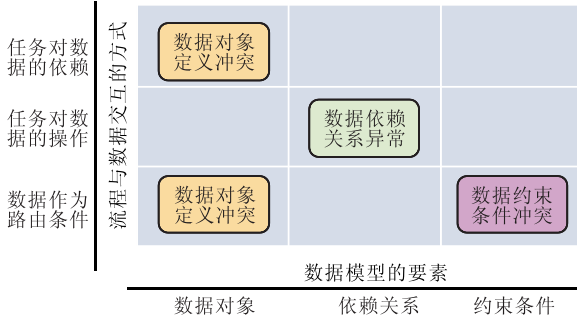 任务对数
据的依赖
任务对数
据的操作
数据作为
路由条件
流程与数据交互的方式
数据对象
定义冲突
数据依赖
关系异常
数据对象
定义冲突
数据约束
条件冲突
数据模型的要素
数据对象
依赖关系
约束条件